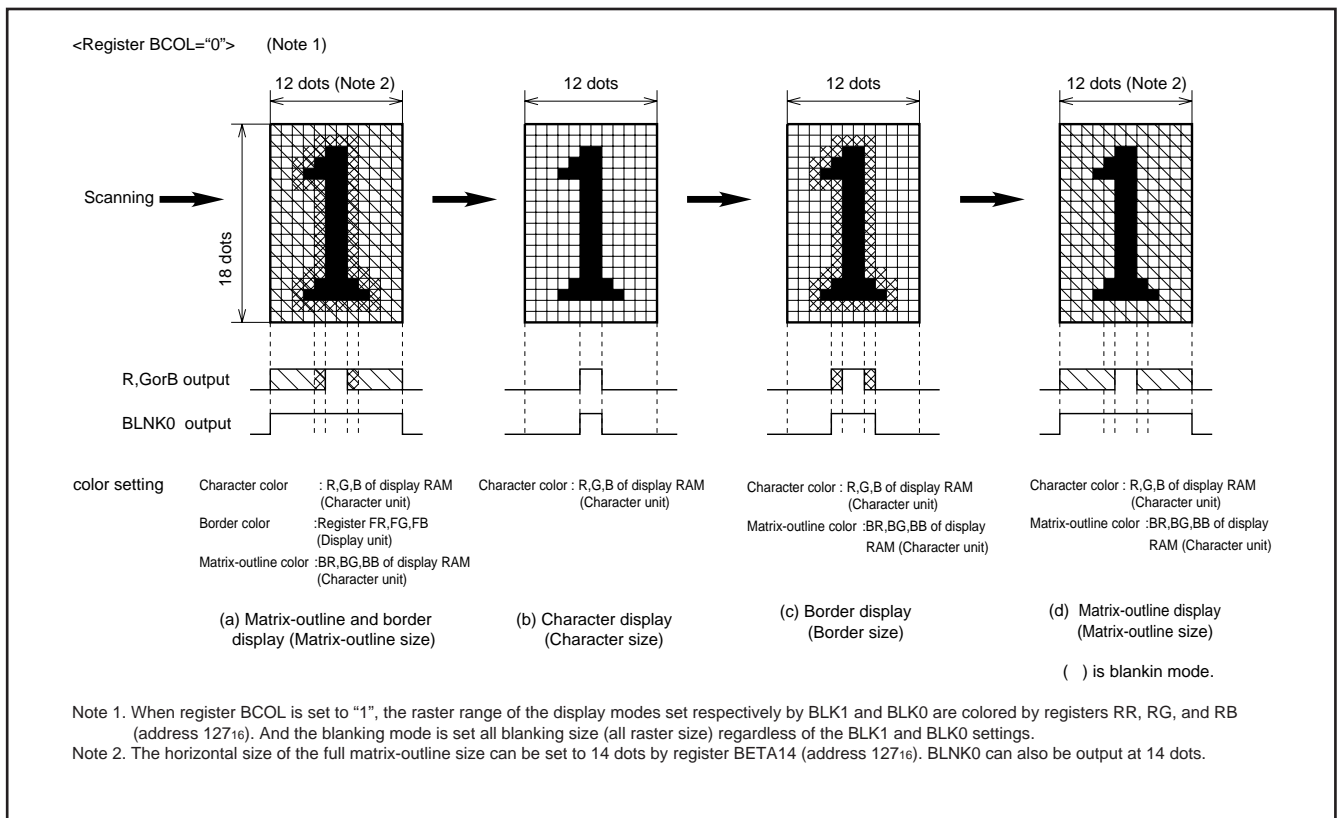 <Register BCOL=“0”> (Note 1)
12 dots (Note 2) 12 dots 12 dots 12 dots (Note 2)
Scanning
18 dots
R,GorB output
BLNK0 output
color setting
Character color : R,G,B of display RAM
(Character unit)
Border color :Register FR,FG,FB
(Display unit)
Matrix-outline color :BR,BG,BB of display RAM
(Character unit)
(a) Matrix-outline and border
display (Matrix-outline size)
Character color : R,G,B of display RAM
(Character unit)
(b) Character display
(Character size)
Character color : R,G,B of display RAM
(Character unit)
Matrix-outline color :BR,BG,BB of display
RAM (Character unit)
(c) Border display
(Border size)
Character color : R,G,B of display RAM
(Character unit)
Matrix-outline color :BR,BG,BB of display
RAM (Character unit)
(d) Matrix-outline display
(Matrix-outline size)
( ) is blankin mode.
Note 1. When register BCOL is set to “1”, the raster range of the display modes set respectively by BLK1 and BLK0 are colored by registers RR, RG, and RB
(address 12716). And the blanking mode is set all blanking size (all raster size) regardless of the BLK1 and BLK0 settings.
Note 2. The horizontal size of the full matrix-outline size can be set to 14 dots by register BETA14 (address 12716). BLNK0 can also be output at 14 dots.